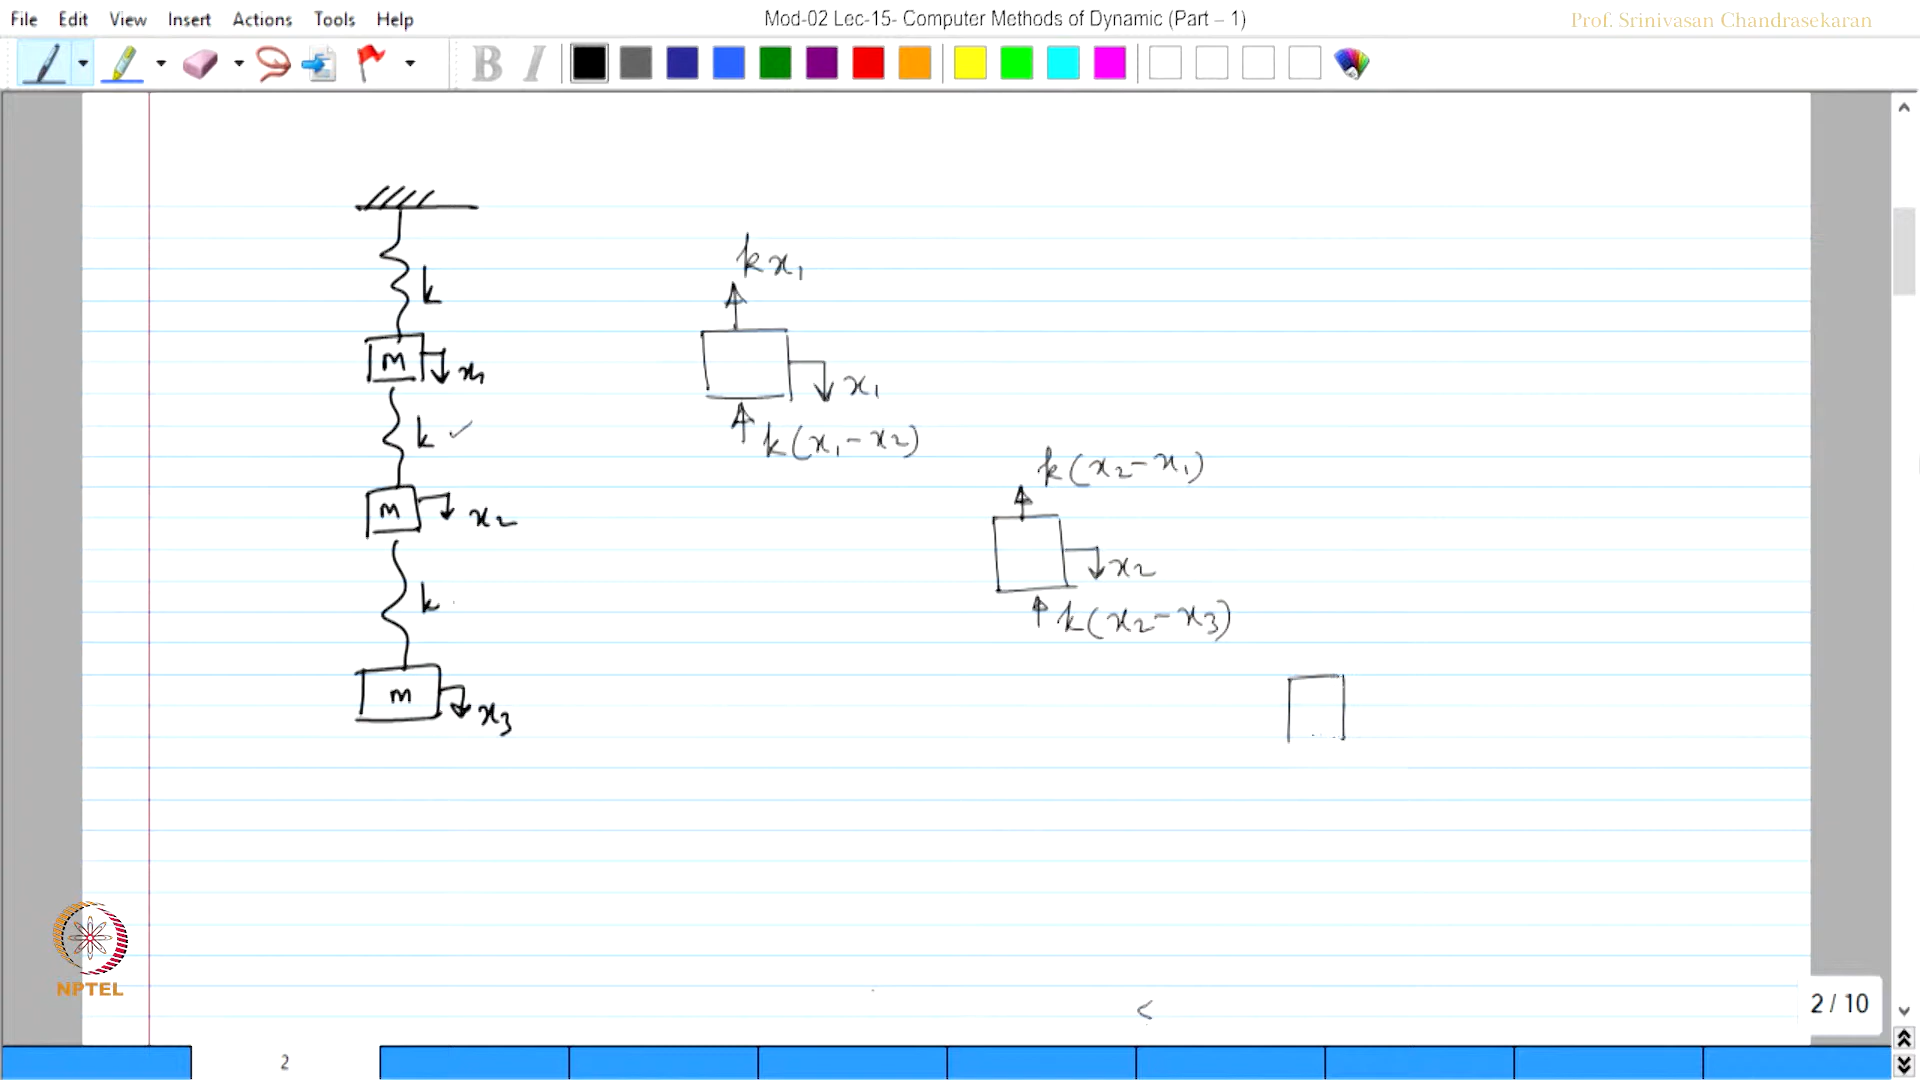 File Edit View Insert Actions Tools Help
Mod-02 Lec-15- Computer Methods of Dynamic (Part – 1)
Prof. Srinivasan Chandrasekaran
B I
k
m x1
k ✓
m x2
k
m x3
kx1
x1
k(x1-x2)
k(x2-x1)
x2
k(x2-x3)
NPTEL
2 / 10
2